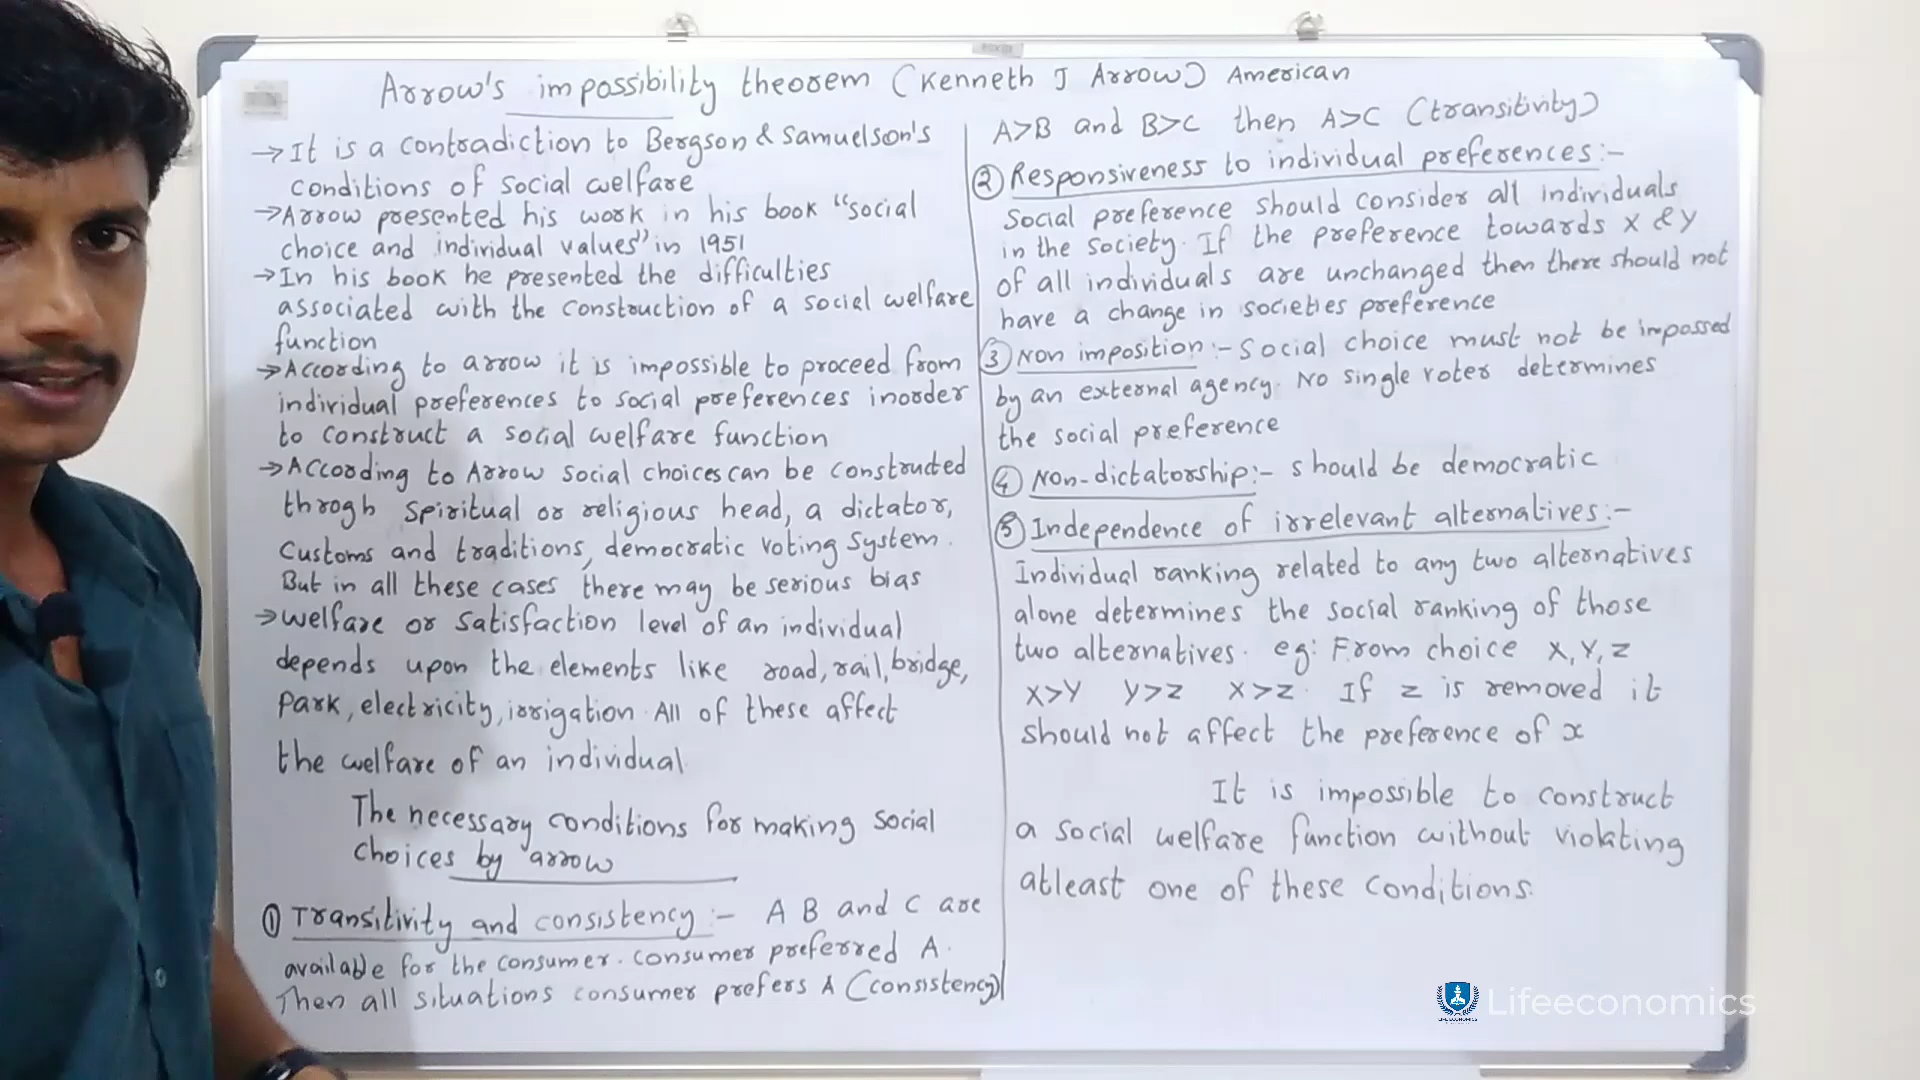 Arrow's impossibility theorem (Kenneth J Arrow) American
→ It is a contradiction to Bergson & Samuelson's
conditions of social welfare
→ Arrow presented his work in his book "social
choice and individual values" in 1951
→ In his book he presented the difficulties
associated with the construction of a social welfare
function
→ According to arrow it is impossible to proceed from
individual preferences to social preferences inorder
to construct a social welfare function
→ According to Arrow social choices can be constructed
throgh spiritual or religious head, a dictator,
customs and traditions, democratic voting system.
But in all these cases there may be serious bias
→ welfare or satisfaction level of an individual
depends upon the elements like road, rail, bridge,
park, electricity, irrigation. All of these affect
the welfare of an individual.
The necessary conditions for making social
choices by arrow
① Transitivity and consistency :- A B and C are
available for the consumer. consumer preferred A.
Then all situations consumer prefers A (consistency)
A>B and B>C then A>C (transitivity)
② Responsiveness to individual preferences :-
Social preference should consider all individuals
in the society. If the preference towards X & Y
of all individuals are unchanged then there should not
have a change in societies preference
③ Non imposition :- Social choice must not be impossed
by an external agency. No single voter determines
the social preference
④ Non-dictatorship :- should be democratic
⑤ Independence of irrelevant alternatives :-
Individual ranking related to any two alternatives
alone determines the social ranking of those
two alternatives. eg: From choice X, Y, Z
X>Y Y>Z X>Z. If Z is removed it
should not affect the preference of x
It is impossible to construct
a social welfare function without violating
atleast one of these conditions.
LIFE ECONOMICS
Lifeeconomics